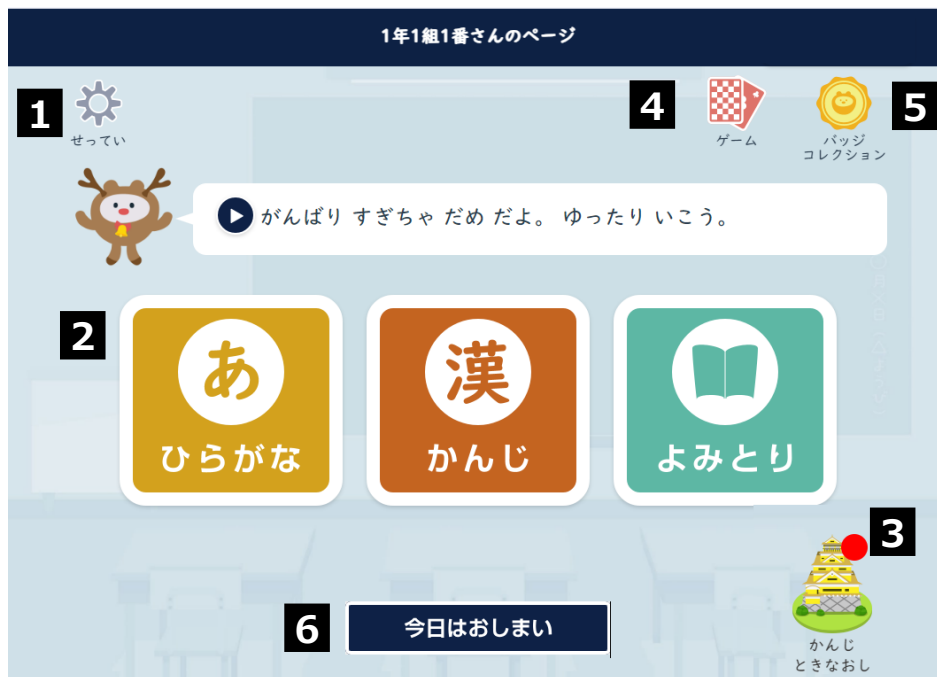 1年1組1番さんのページ
1
せってい
4
ゲーム
5
バッジ
コレクション
がんばり すぎちゃ だめ だよ。 ゆったり いこう。
2
あ
ひらがな
漢
かんじ
よみとり
3
かんじ
ときなおし
6
今日はおしまい